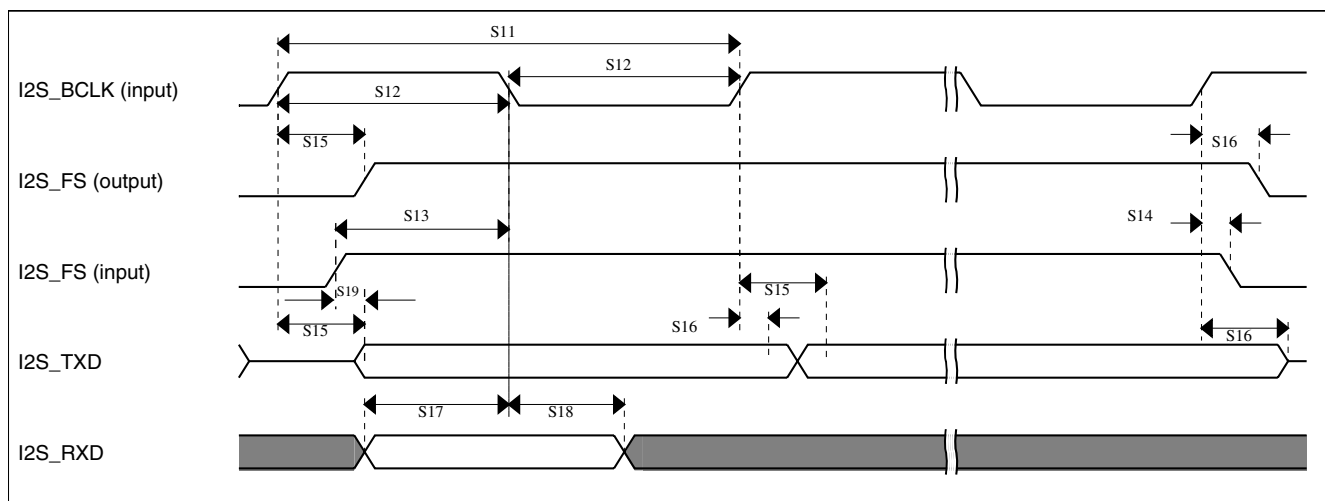 S11
I2S_BCLK (input)
S12
S12
S15
S16
I2S_FS (output)
S13
S14
I2S_FS (input)
S19
S15
S15
S16
S16
I2S_TXD
S17
S18
I2S_RXD